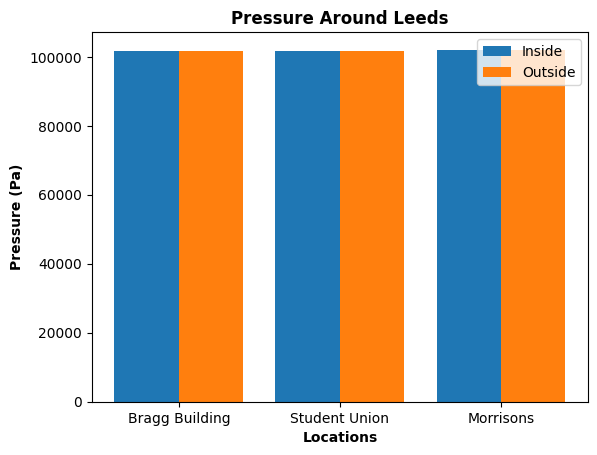 Pressure Around Leeds
Inside
Outside
Pressure (Pa)
100000
80000
60000
40000
20000
0
Bragg Building
Student Union
Morrisons
Locations